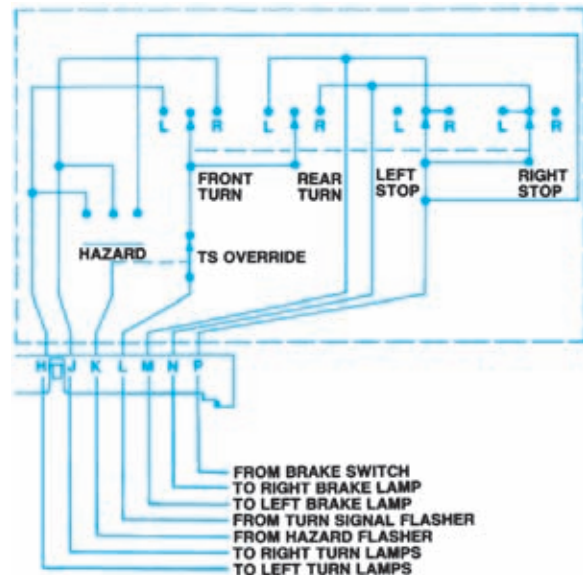 L R L R L R L R
FRONT TURN
REAR TURN
LEFT STOP
RIGHT STOP
HAZARD
TS OVERRIDE
H J K L M N P
FROM BRAKE SWITCH
TO RIGHT BRAKE LAMP
TO LEFT BRAKE LAMP
FROM TURN SIGNAL FLASHER
FROM HAZARD FLASHER
TO RIGHT TURN LAMPS
TO LEFT TURN LAMPS